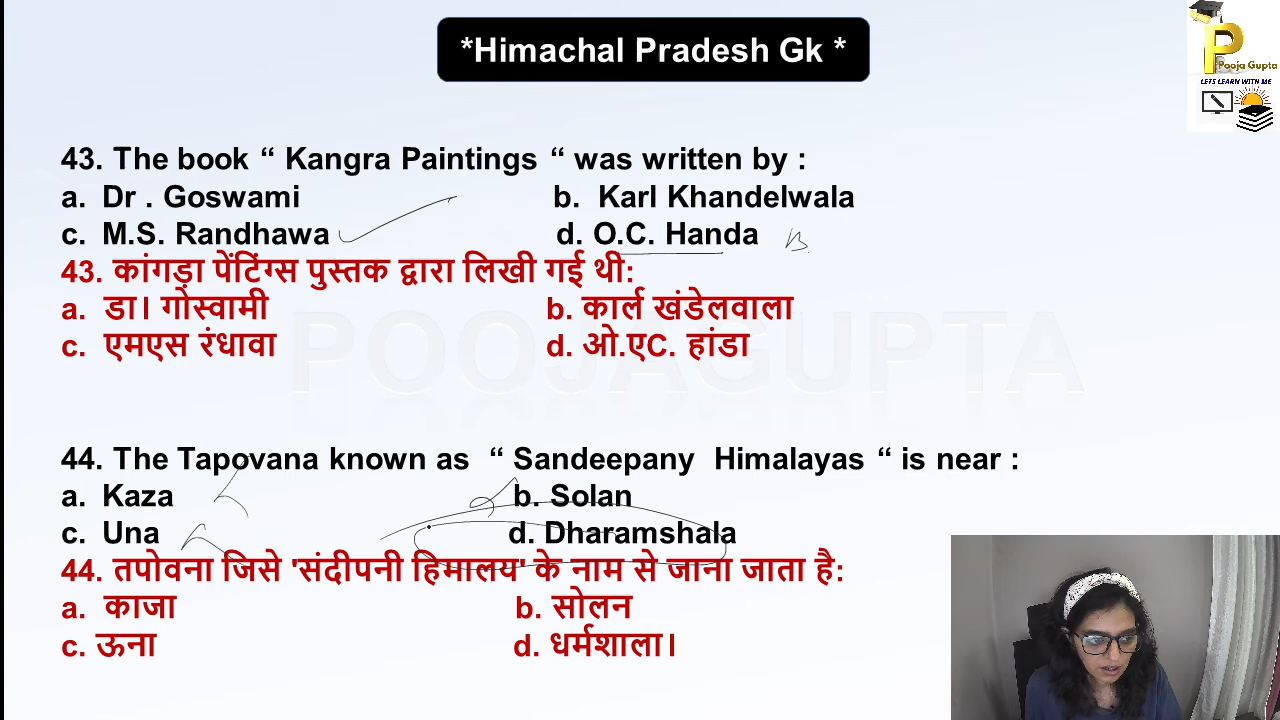 *Himachal Pradesh Gk *
Pooja Gupta
LETS LEARN WITH ME
43. The book “ Kangra Paintings “ was written by :
a. Dr . Goswami b. Karl Khandelwala
c. M.S. Randhawa d. O.C. Handa
43. कांगड़ा पेंटिंग्स पुस्तक द्वारा लिखी गई थी:
a. डा। गोस्वामी b. कार्ल खंडेलवाला
c. एमएस रंधावा d. ओ.एC. हांडा
POOJAGUPTA
44. The Tapovana known as “ Sandeepany Himalayas “ is near :
a. Kaza b. Solan
c. Una d. Dharamshala
44. तपोवना जिसे 'संदीपनी हिमालय' के नाम से जाना जाता है:
a. काजा b. सोलन
c. ऊना d. धर्मशाला।